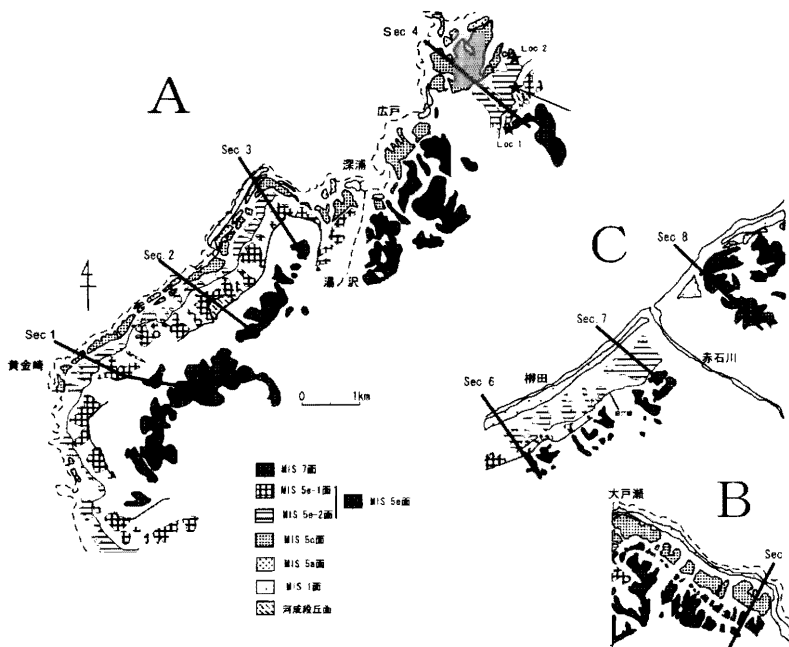 A
Sec 4
Loc 2
Loc 1
広戸
深浦
Sec 3
Sec. 2
湯ノ沢
Sec 1
黄金崎
0 1km
MIS 7面
MIS 5e-1面
MIS 5e-2面
MIS 5e面
MIS 5c面
MIS 5a面
MIS 1面
河成段丘面
C
Sec. 8
Sec. 7
赤石川
柳田
Sec 6
大戸瀬
B
Sec